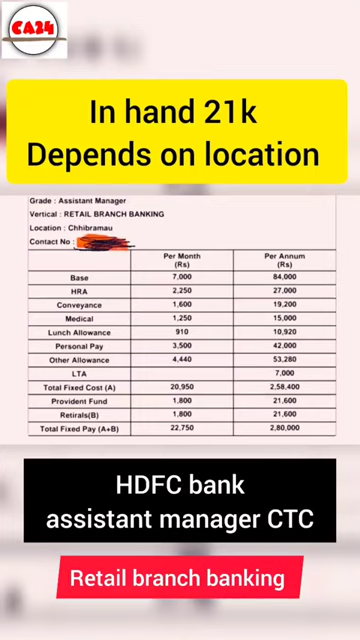 CA24
In hand 21k
Depends on location
Grade : Assistant Manager
Vertical : RETAIL BRANCH BANKING
Location : Chhibramau
Contact No :
Per Month (Rs) Per Annum (Rs)
Base 7,000 84,000
HRA 2,250 27,000
Conveyance 1,600 19,200
Medical 1,250 15,000
Lunch Allowance 910 10,920
Personal Pay 3,500 42,000
Other Allowance 4,440 53,280
LTA 7,000
Total Fixed Cost (A) 20,950 2,58,400
Provident Fund 1,800 21,600
Retirals(B) 1,800 21,600
Total Fixed Pay (A+B) 22,750 2,80,000
HDFC bank
assistant manager CTC
Retail branch banking